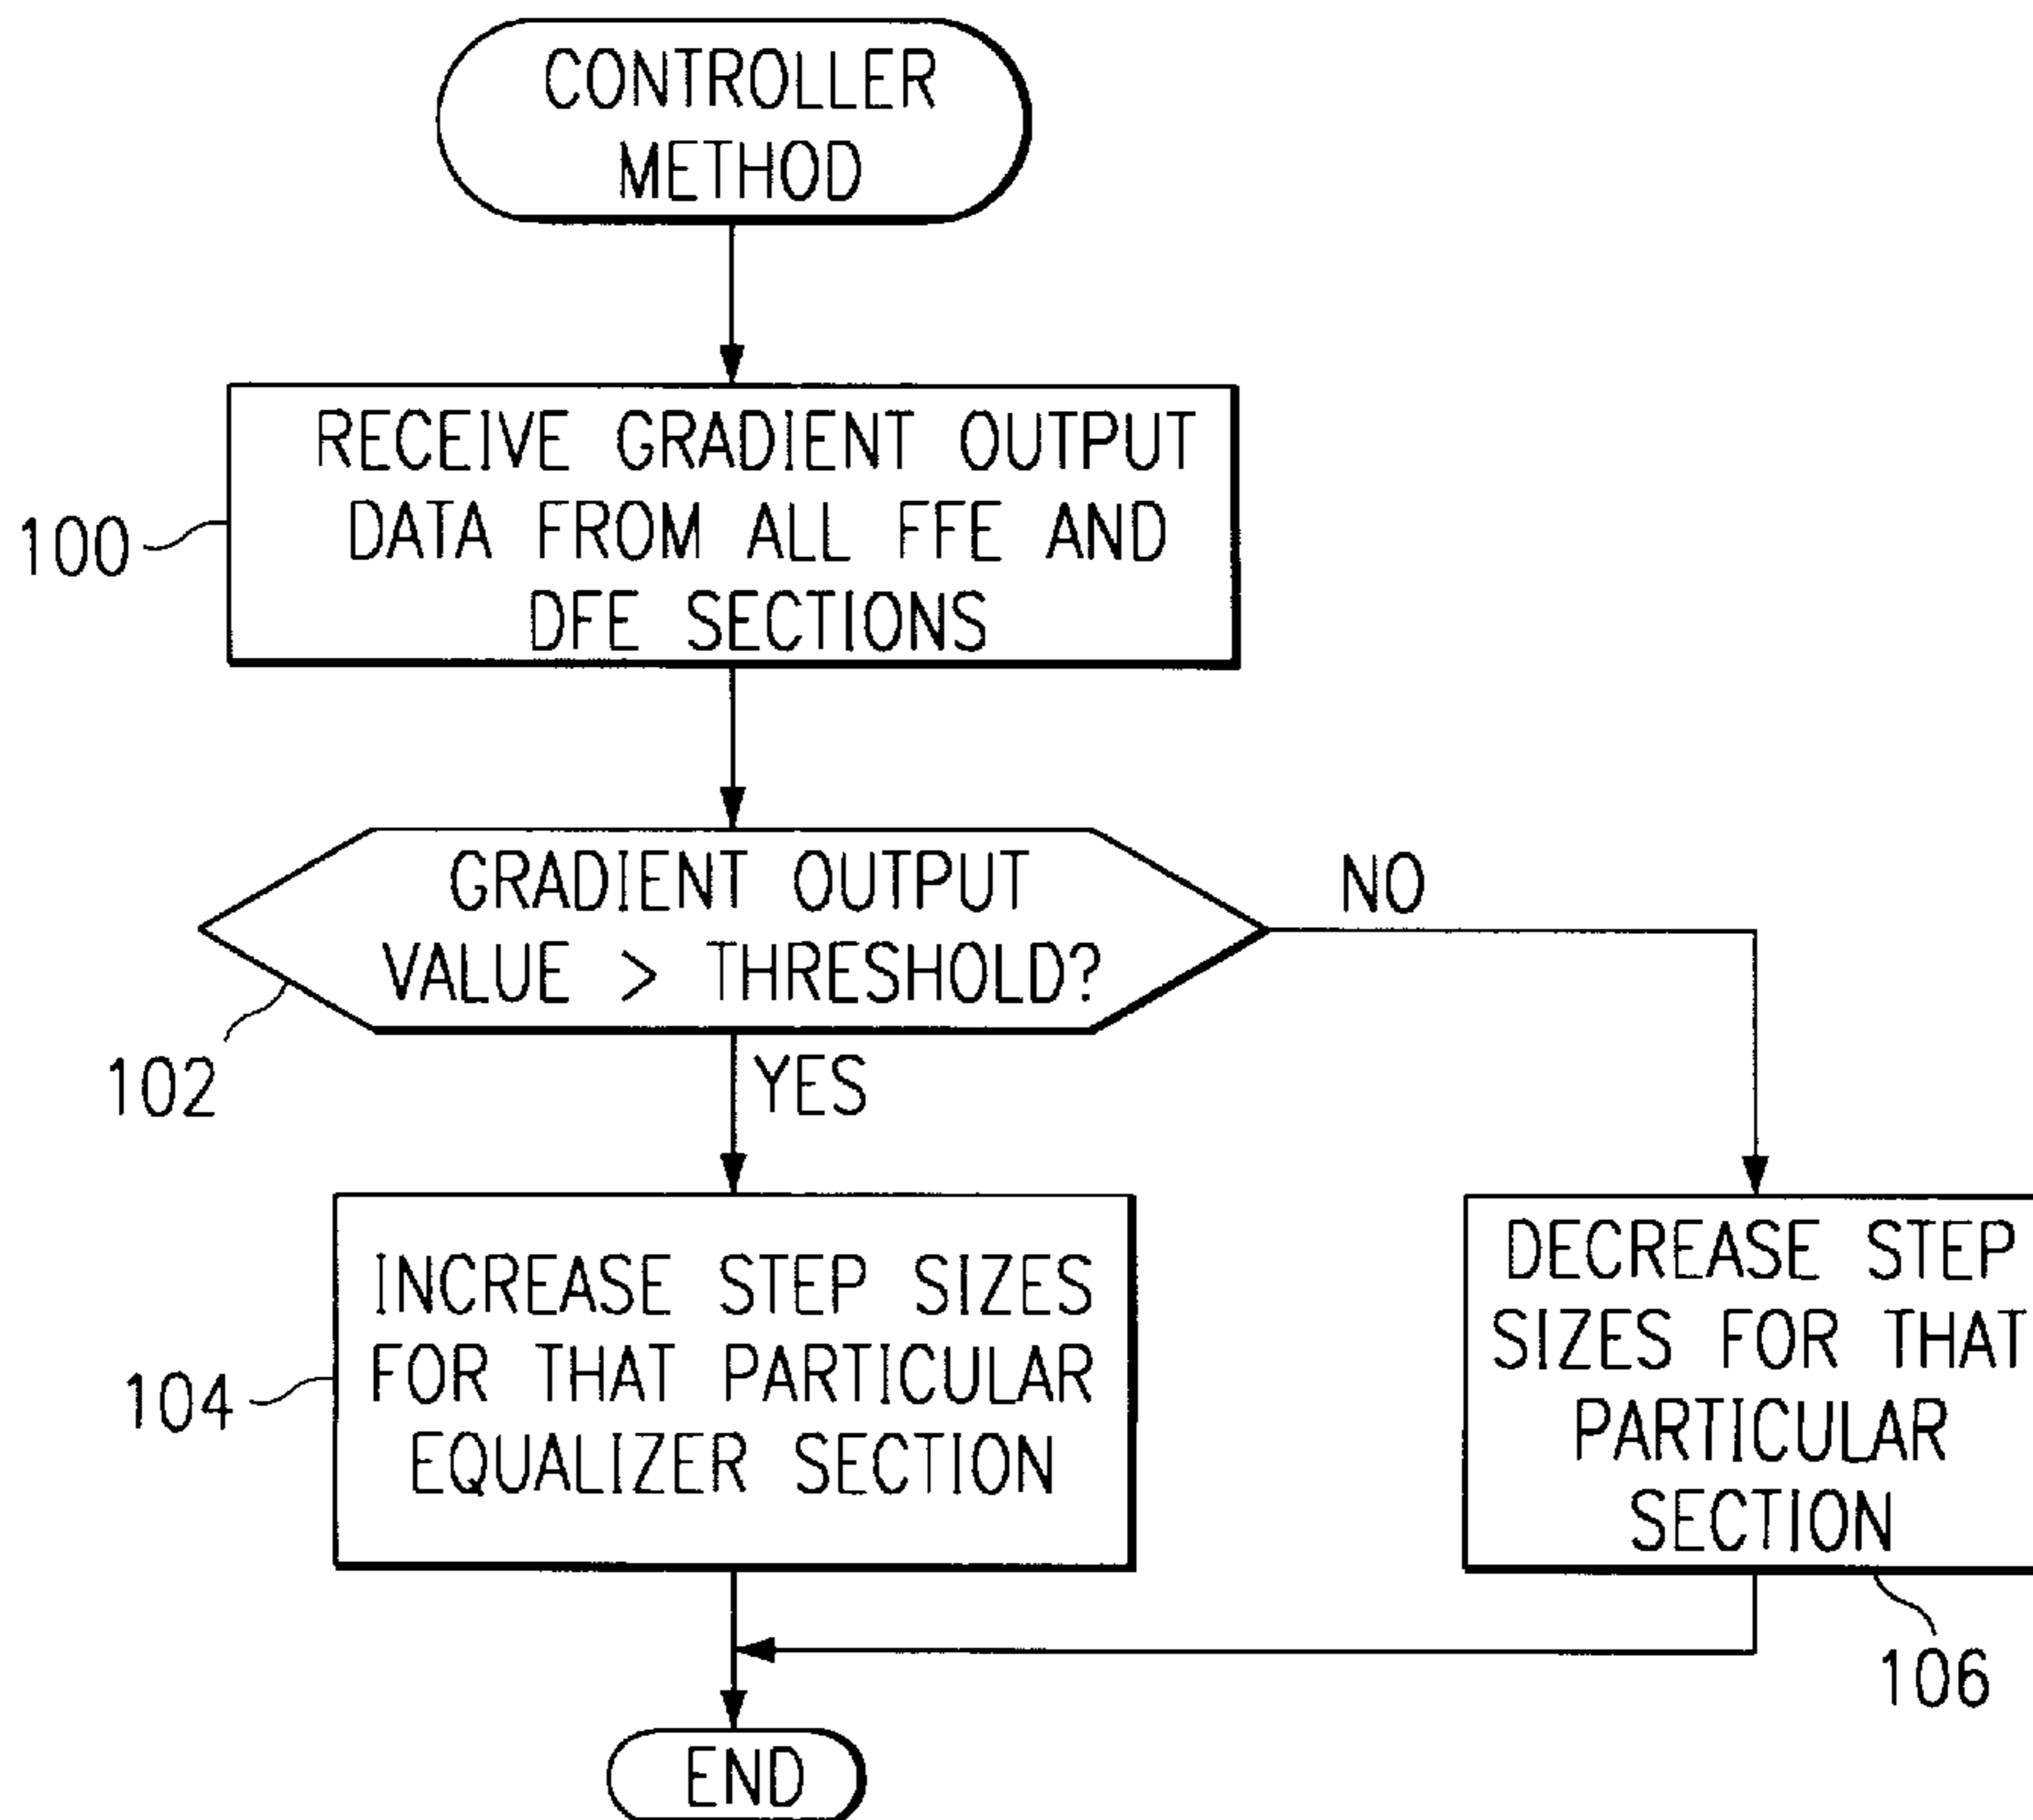 CONTROLLER
METHOD
RECEIVE GRADIENT OUTPUT
DATA FROM ALL FFE AND
DFE SECTIONS
100
GRADIENT OUTPUT
VALUE > THRESHOLD?
NO
102
YES
INCREASE STEP SIZES
FOR THAT PARTICULAR
EQUALIZER SECTION
104
DECREASE STEP
SIZES FOR THAT
PARTICULAR
SECTION
106
END